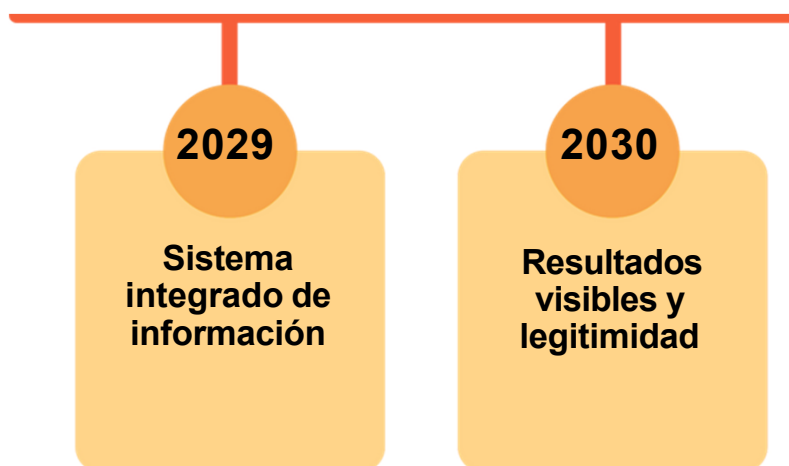 2029
Sistema
integrado de
información
2030
Resultados
visibles y
legitimidad